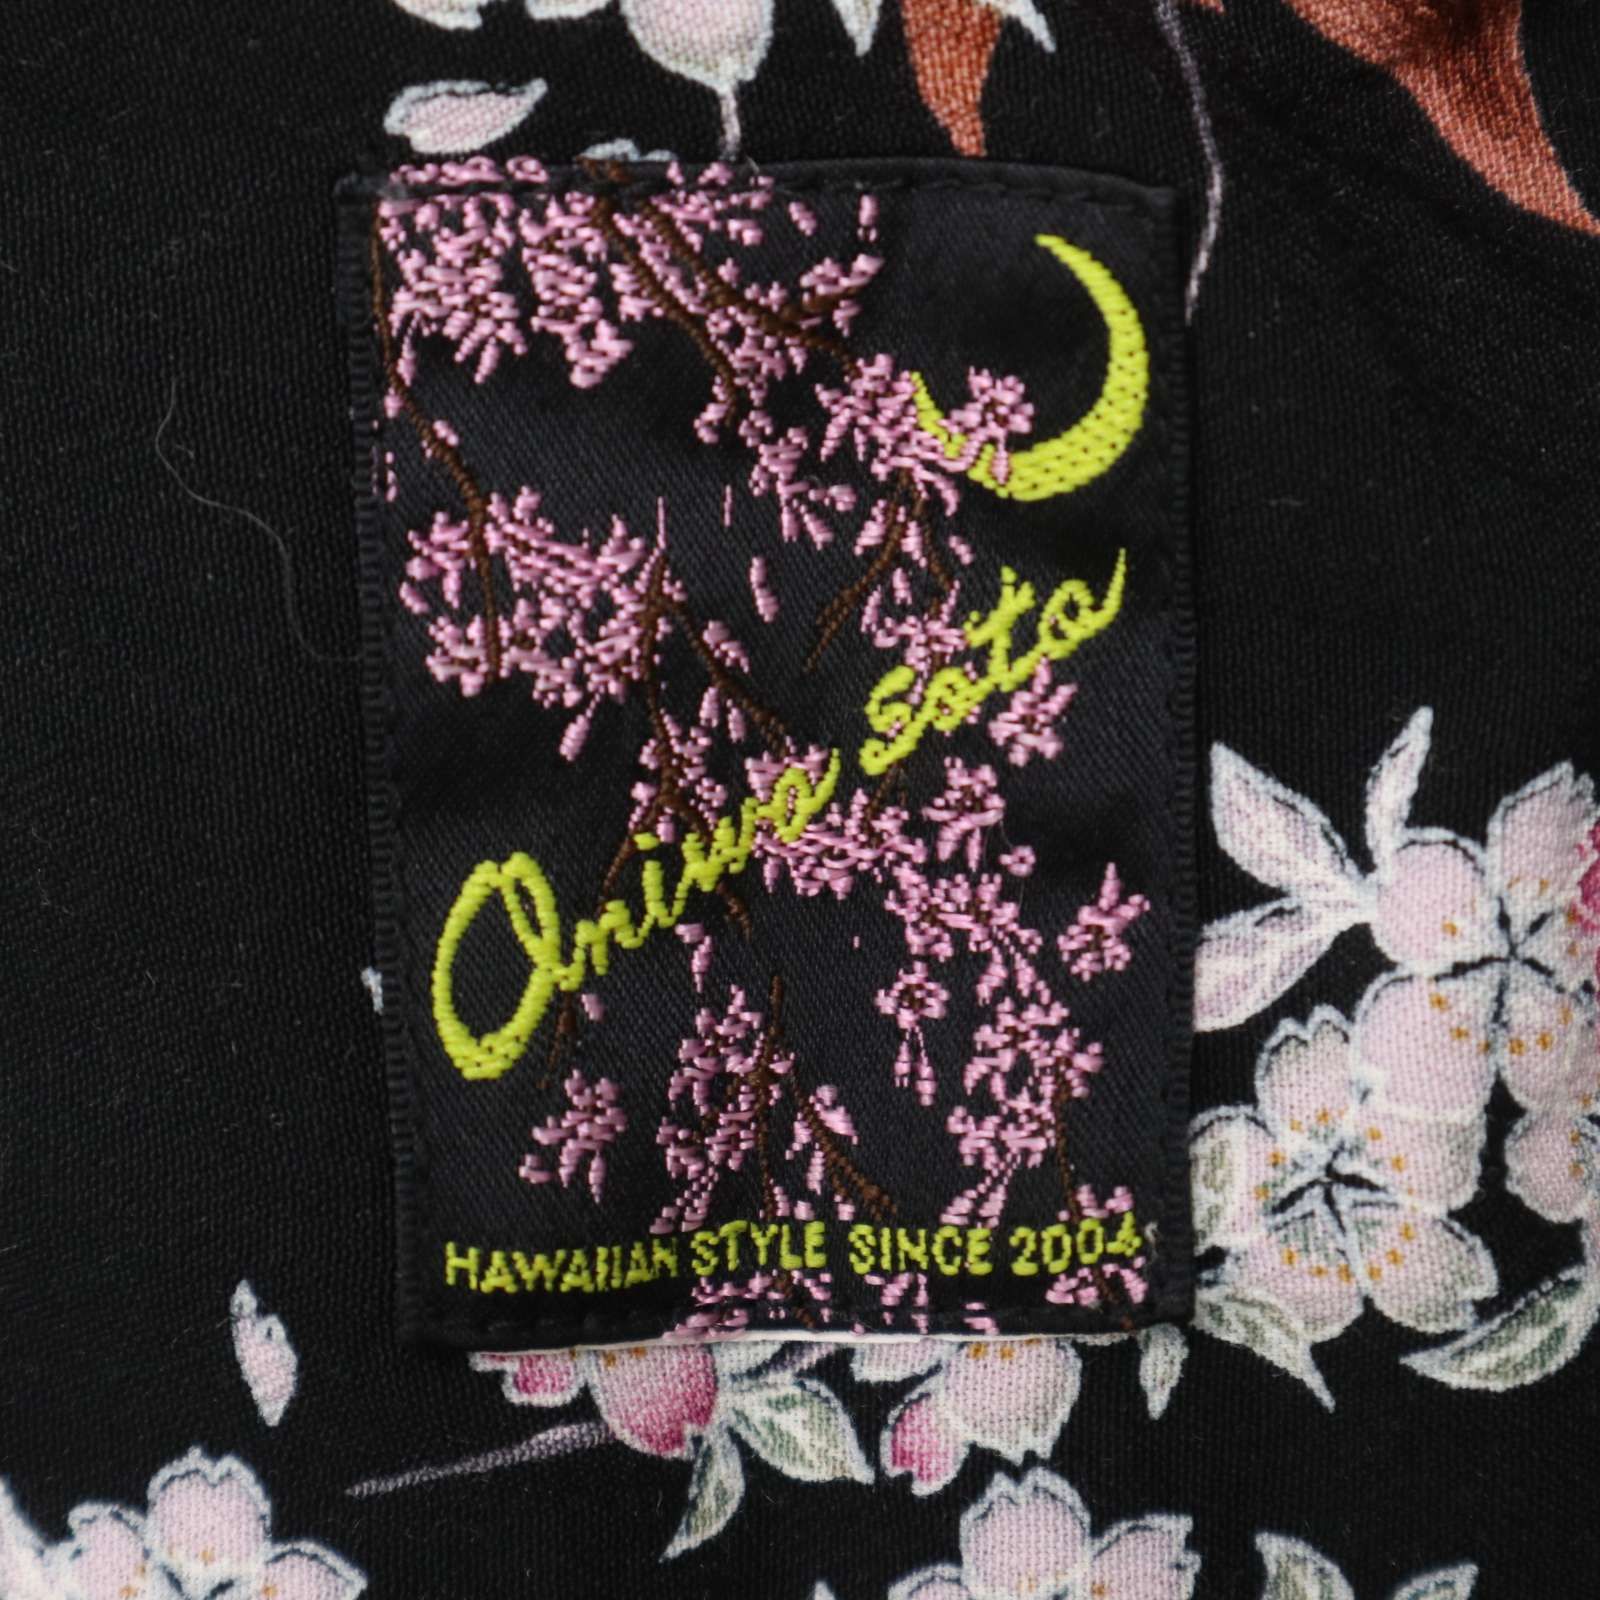 Oniwa sato
HAWAIIAN STYLE SINCE 2004